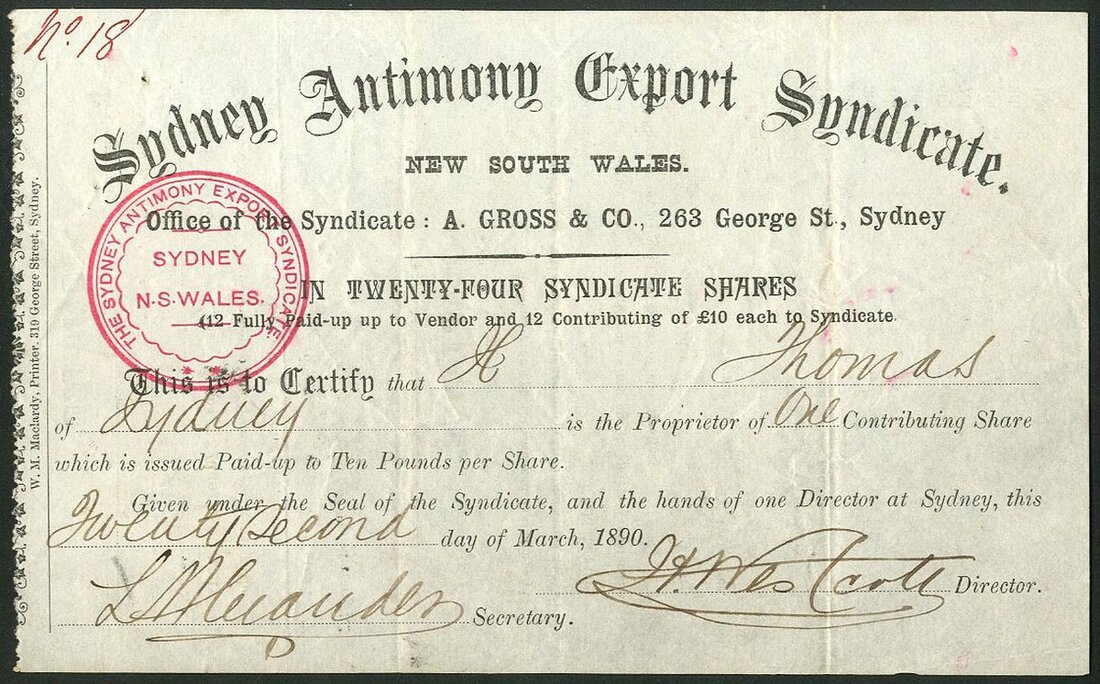 No. 18
Sydney Antimony Export Syndicate.
NEW SOUTH WALES.
Office of the Syndicate: A. GROSS & CO., 263 George St., Sydney
THE SYDNEY ANTIMONY EXPORT SYNDICATE
SYDNEY
N.S. WALES.
IN TWENTY-FOUR SYNDICATE SHARES
(12 Fully Paid-up up to Vendor and 12 Contributing of £10 each to Syndicate
This is to Certify that H Thomas
of Sydney is the Proprietor of One Contributing Share
which is issued Paid-up to Ten Pounds per Share.
Given under the Seal of the Syndicate, and the hands of one Director at Sydney, this
Twenty Second day of March, 1890.
L Alexander Secretary.
Westcott Director.
W. M. Maclardy, Printer, 319 George Street, Sydney.